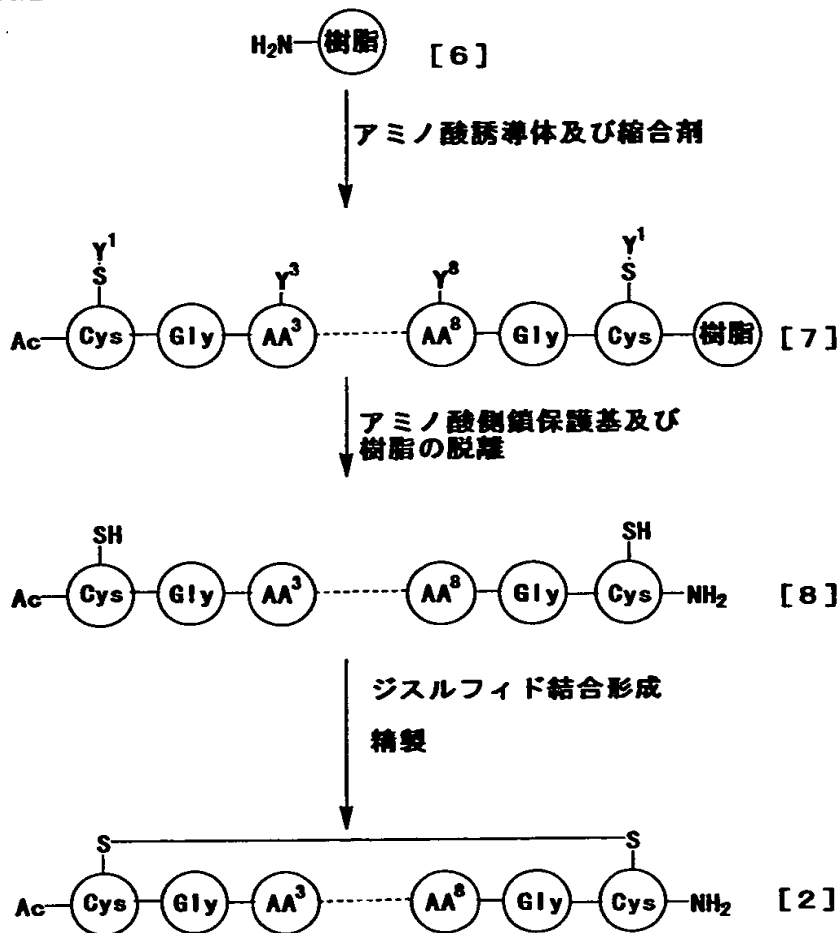 H₂N 樹脂 [6]
アミノ酸誘導体及び縮合剤
Y¹ Y¹
S Y³ Y⁸ S
Ac Cys Gly AA³ AA⁸ Gly Cys 樹脂 [7]
アミノ酸側鎖保護基及び
樹脂の脱離
SH SH
Ac Cys Gly AA³ AA⁸ Gly Cys NH₂ [8]
ジスルフィド結合形成
精製
S S
Ac Cys Gly AA³ AA⁸ Gly Cys NH₂ [2]